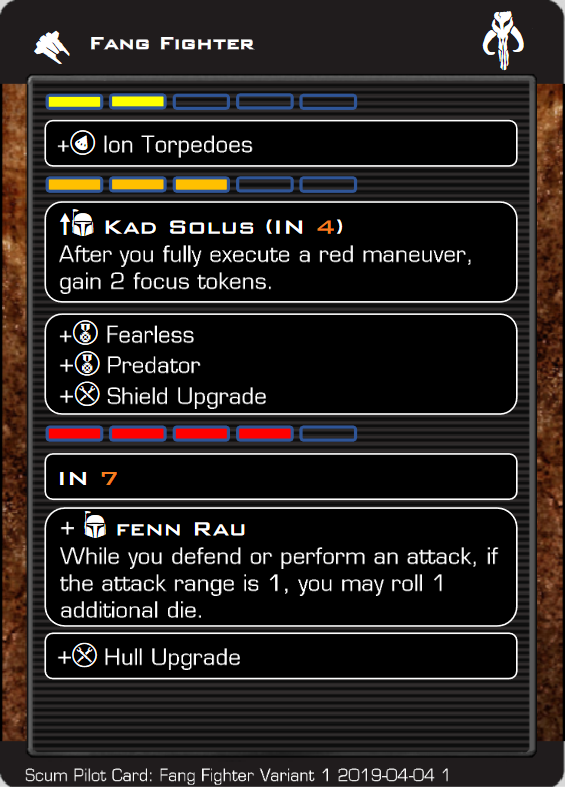 Fang Fighter
+ Ion Torpedoes
Kad Solus (IN 4)
After you fully execute a red maneuver,
gain 2 focus tokens.
+ Fearless
+ Predator
+ Shield Upgrade
IN 7
+ Fenn Rau
While you defend or perform an attack, if
the attack range is 1, you may roll 1
additional die.
+ Hull Upgrade
Scum Pilot Card: Fang Fighter Variant 1 2019-04-04 1